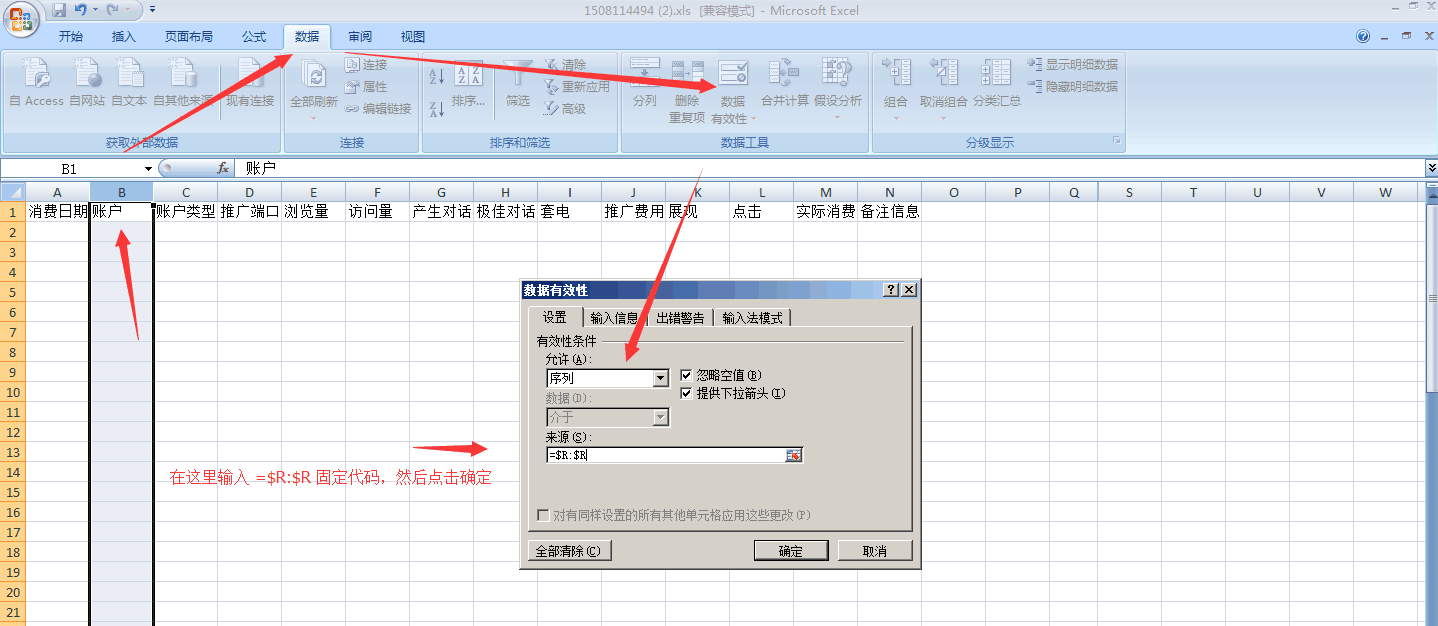 1508114494 (2).xls [兼容模式] - Microsoft Excel
开始 插入 页面布局 公式 数据 审阅 视图
自 Access 自网站 自文本 自其他来源 现有连接 全部刷新 连接 属性 编辑链接 排序... 筛选 清除 重新应用 高级 分列 删除 重复项 数据 有效性 合并计算 假设分析 组合 取消组合 分类汇总 显示明细数据 隐藏明细数据
获取外部数据 连接 排序和筛选 数据工具 分级显示
B1 fx 账户
A B C D E F G H I J K L M N O P Q S T U V W
1 消费日期 账户 账户类型 推广端口 浏览量 访问量 产生对话 极佳对话 套电 推广费用 展现 点击 实际消费 备注信息
2
3
4
5
6
7
8
9
10
11
12
13
14
15
16
17
18
19
20
21
数据有效性
设置 输入信息 出错警告 输入法模式
有效性条件
允许(A):
序列 忽略空值(B)
数据(D): 提供下拉箭头(I)
介于
来源(S):
=$R:$R
在这里输入 =$R:$R 固定代码，然后点击确定
对有同样设置的所有其他单元格应用这些更改(P)
全部清除(C) 确定 取消